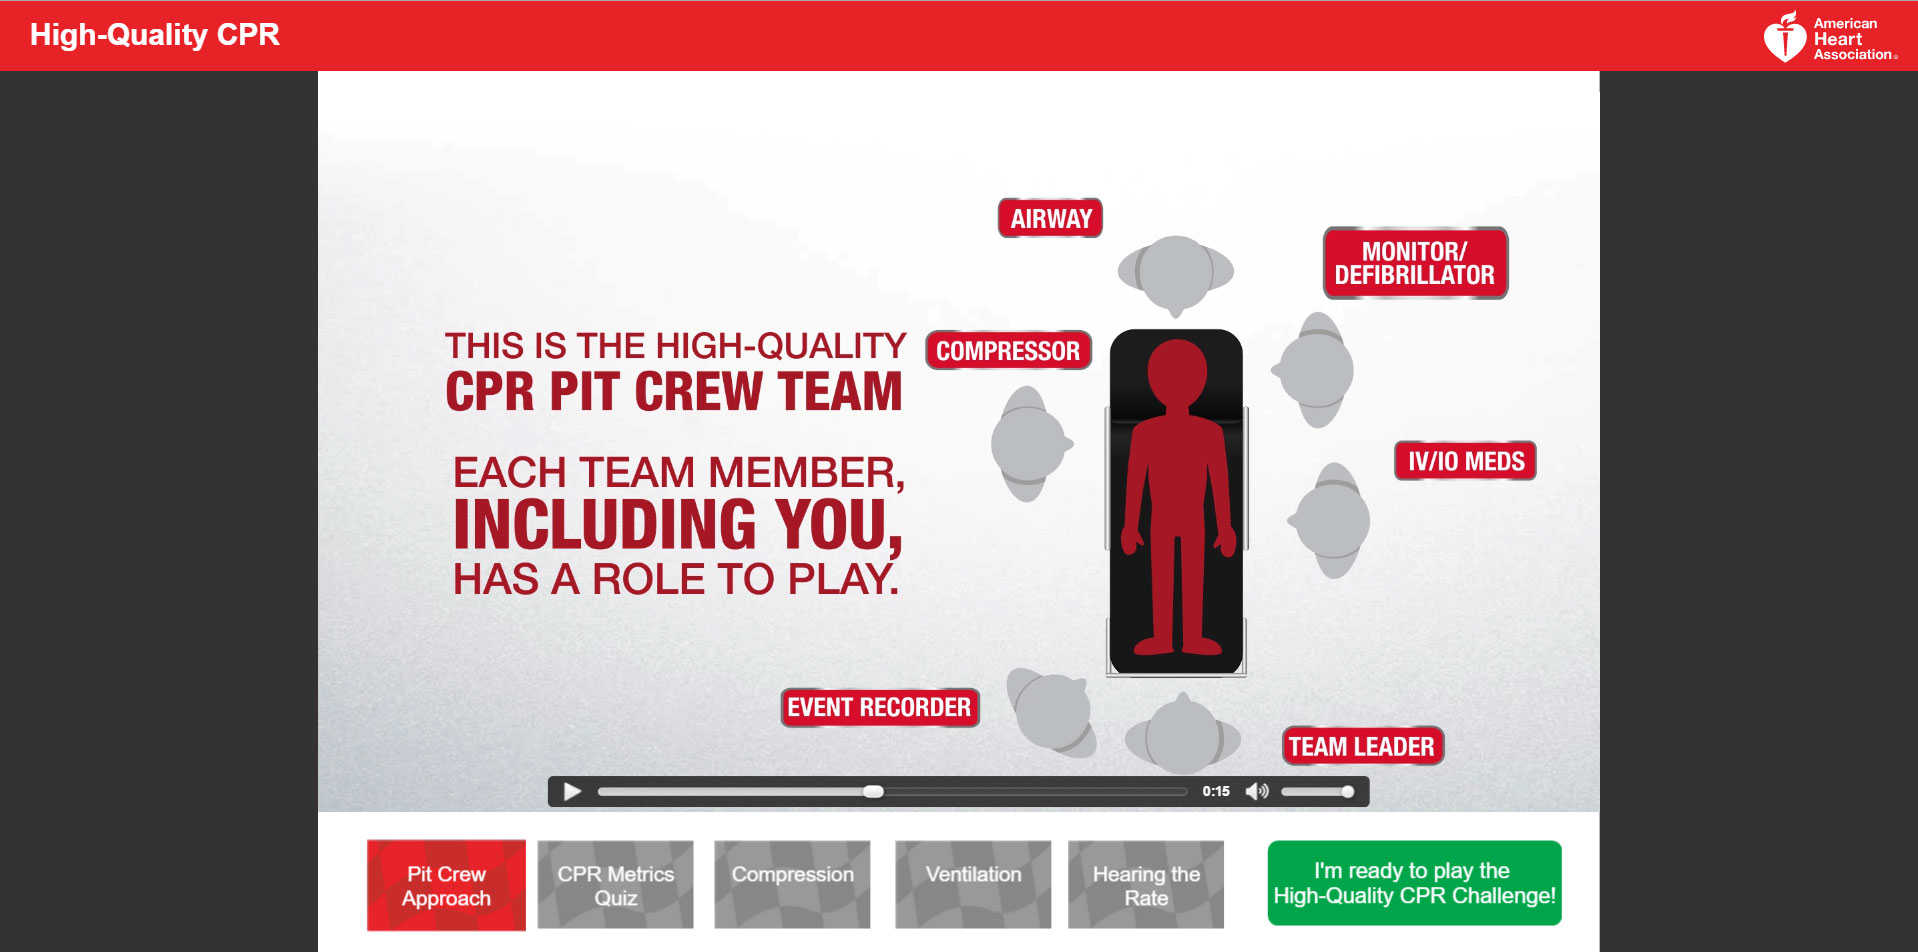 High-Quality CPR
American
Heart
Association®
AIRWAY
MONITOR/
DEFIBRILLATOR
THIS IS THE HIGH-QUALITY
CPR PIT CREW TEAM
COMPRESSOR
EACH TEAM MEMBER,
INCLUDING YOU,
HAS A ROLE TO PLAY.
IV/IO MEDS
EVENT RECORDER
TEAM LEADER
0:15
Pit Crew
Approach
CPR Metrics
Quiz
Compression
Ventilation
Hearing the
Rate
I'm ready to play the
High-Quality CPR Challenge!